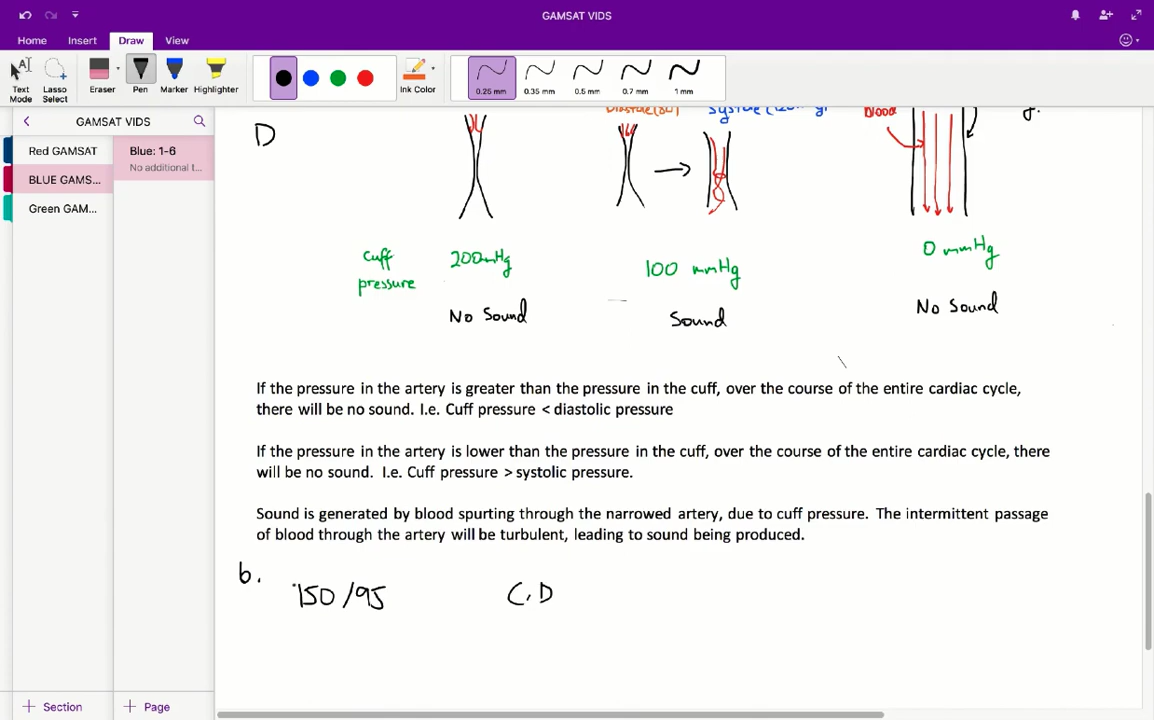 GAMSAT VIDS
Home
Insert
Draw
View
Text Mode
Lasso Select
Eraser
Pen
Marker
Highlighter
Ink Color
0.25 mm
0.35 mm
0.5 mm
0.7 mm
1 mm
GAMSAT VIDS
Red GAMSAT
BLUE GAMS...
Green GAM...
Blue: 1-6
No additional t...
D
Blood
cuff
pressure
200mmHg
100 mmHg
0 mmHg
No Sound
Sound
No Sound
If the pressure in the artery is greater than the pressure in the cuff, over the course of the entire cardiac cycle,
there will be no sound. I.e. Cuff pressure < diastolic pressure
If the pressure in the artery is lower than the pressure in the cuff, over the course of the entire cardiac cycle, there
will be no sound. I.e. Cuff pressure > systolic pressure.
Sound is generated by blood spurting through the narrowed artery, due to cuff pressure. The intermittent passage
of blood through the artery will be turbulent, leading to sound being produced.
6.
150/95
C, D
+ Section
+ Page